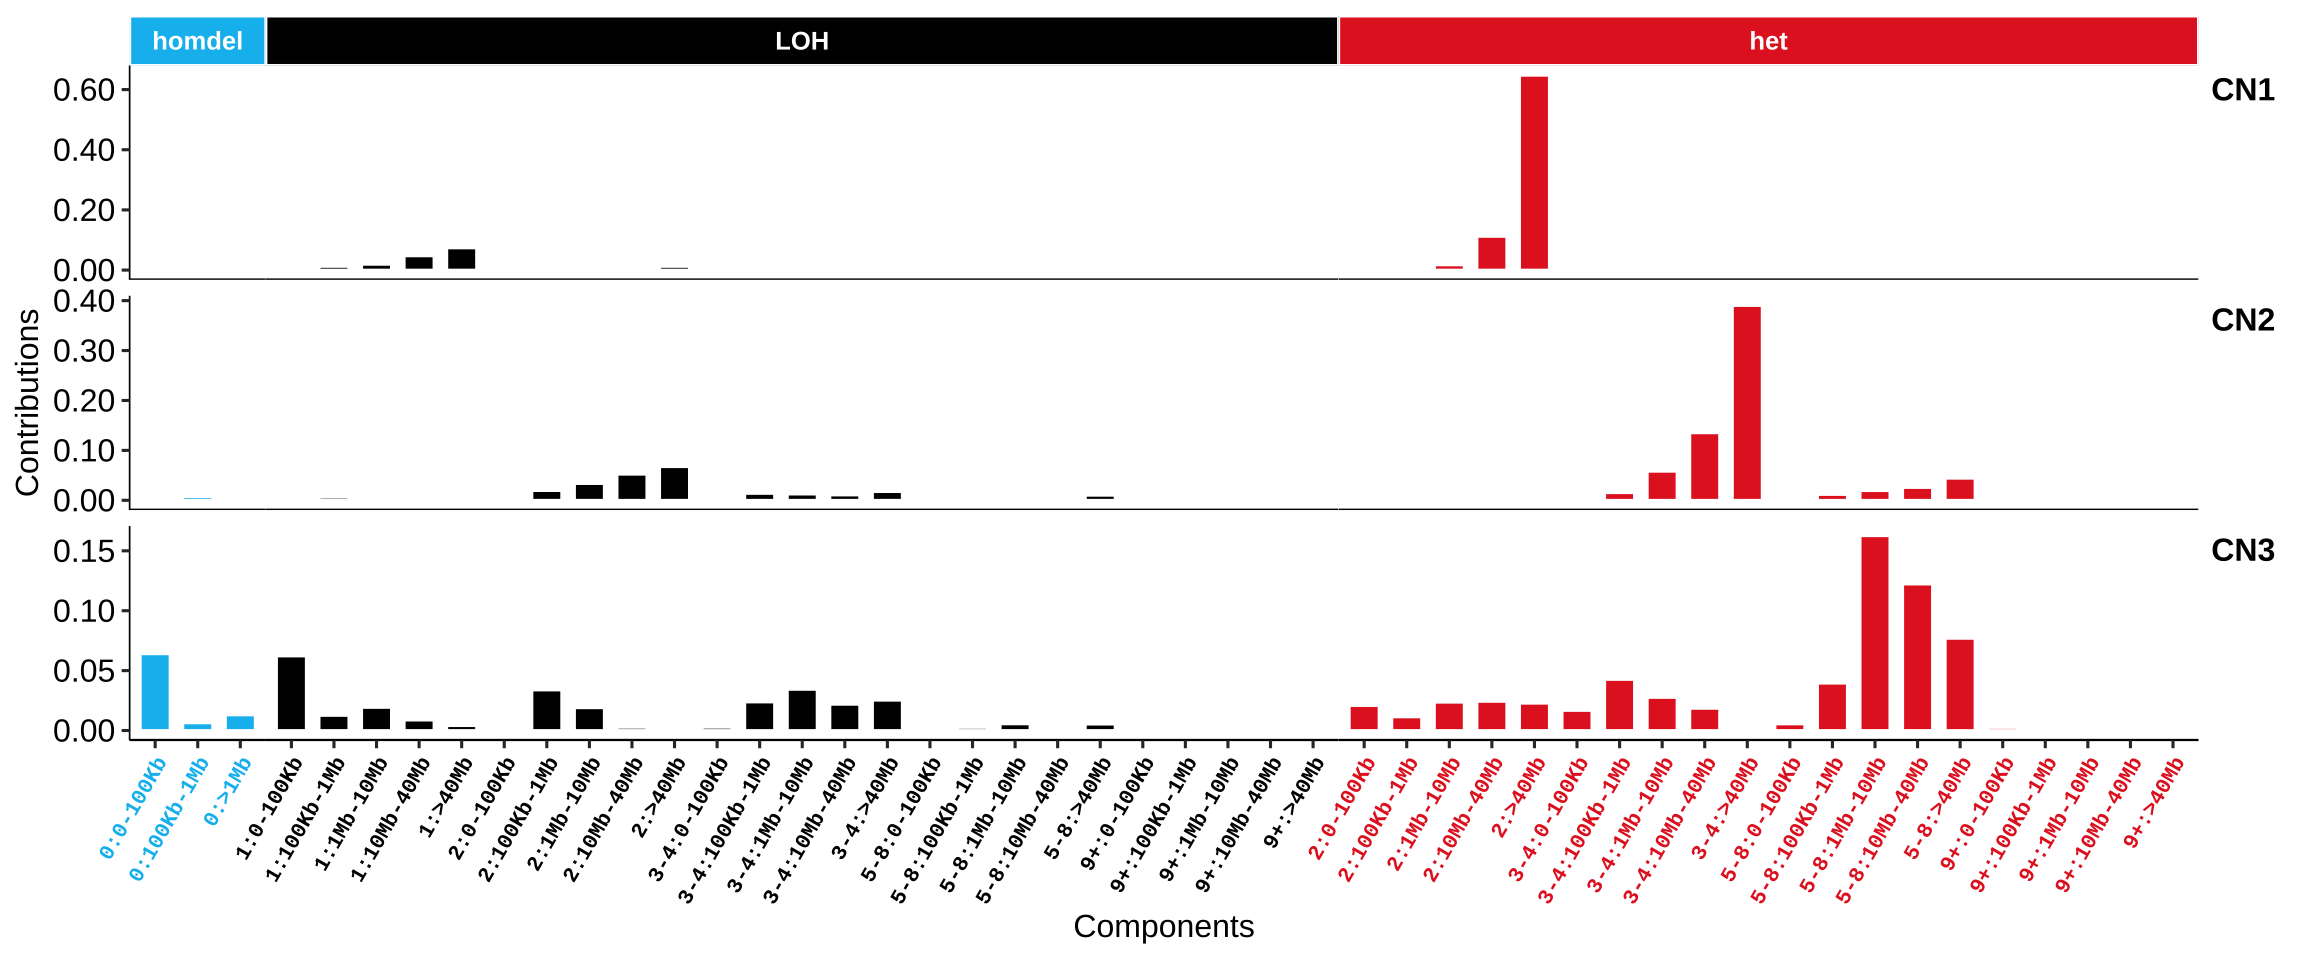 homdel LOH het
0.60
0.40
0.20
0.00
CN1
0.40
0.30
0.20
0.10
0.00
CN2
0.15
0.10
0.05
0.00
CN3
Contributions
0:0-100Kb
0:100Kb-1Mb
0:>1Mb
1:0-100Kb
1:100Kb-1Mb
1:1Mb-10Mb
1:10Mb-40Mb
1:>40Mb
2:0-100Kb
2:100Kb-1Mb
2:1Mb-10Mb
2:10Mb-40Mb
2:>40Mb
3-4:0-100Kb
3-4:100Kb-1Mb
3-4:1Mb-10Mb
3-4:10Mb-40Mb
3-4:>40Mb
5-8:0-100Kb
5-8:100Kb-1Mb
5-8:1Mb-10Mb
5-8:10Mb-40Mb
5-8:>40Mb
9+:0-100Kb
9+:100Kb-1Mb
9+:1Mb-10Mb
9+:10Mb-40Mb
9+:>40Mb
2:0-100Kb
2:100Kb-1Mb
2:1Mb-10Mb
2:10Mb-40Mb
2:>40Mb
3-4:0-100Kb
3-4:100Kb-1Mb
3-4:1Mb-10Mb
3-4:10Mb-40Mb
3-4:>40Mb
5-8:0-100Kb
5-8:100Kb-1Mb
5-8:1Mb-10Mb
5-8:10Mb-40Mb
5-8:>40Mb
9+:0-100Kb
9+:100Kb-1Mb
9+:1Mb-10Mb
9+:10Mb-40Mb
9+:>40Mb
Components